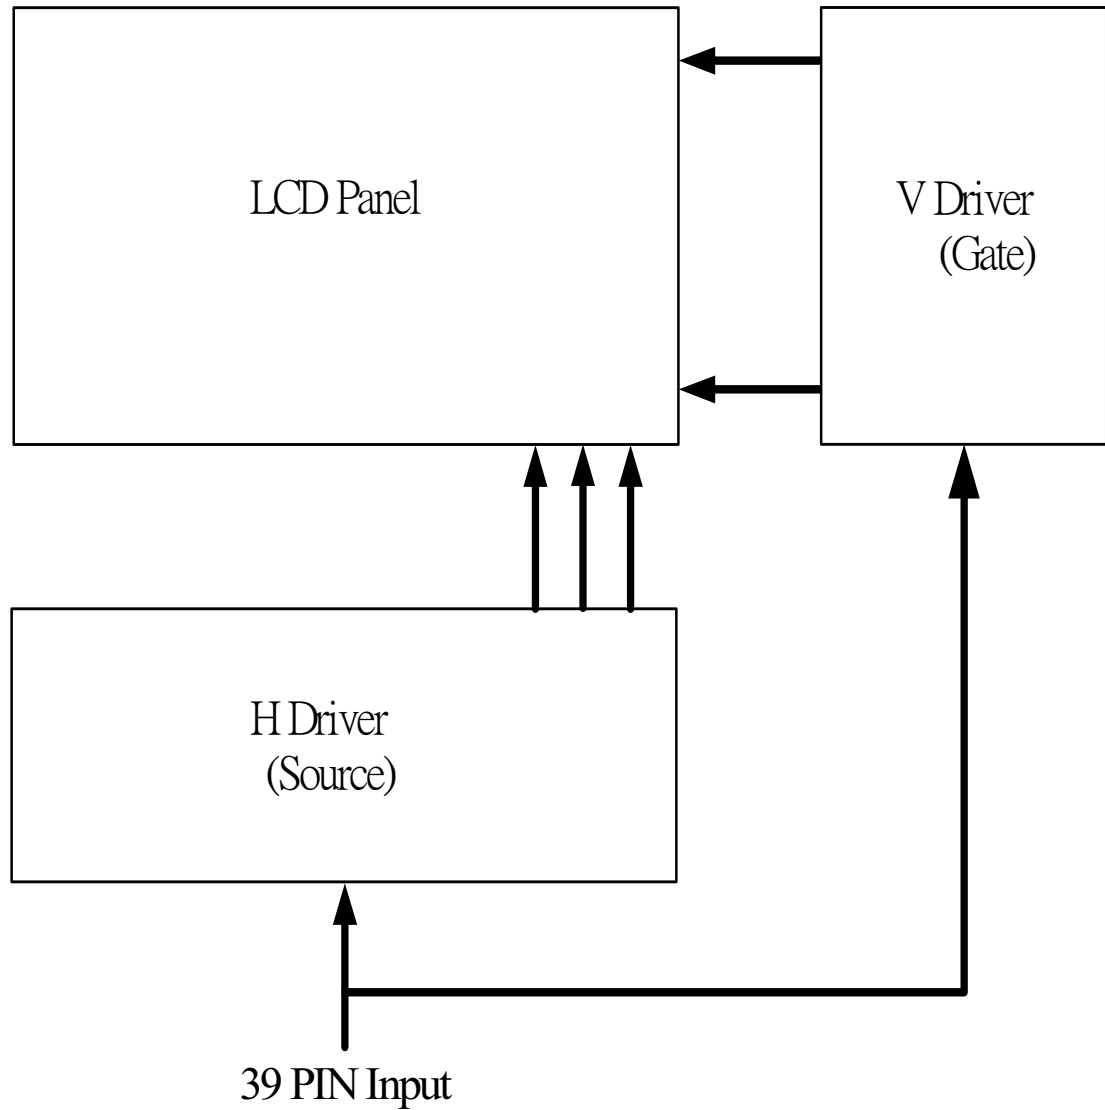 LCD Panel
V Driver
(Gate)
H Driver
(Source)
39 PIN Input